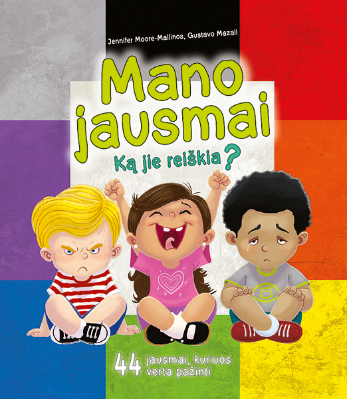 Jennifer Moore-Mallinos, Gustavo Mazali
Mano
jausmai
Ką jie reiškia?
44 jausmai, kuriuos
verta pažinti